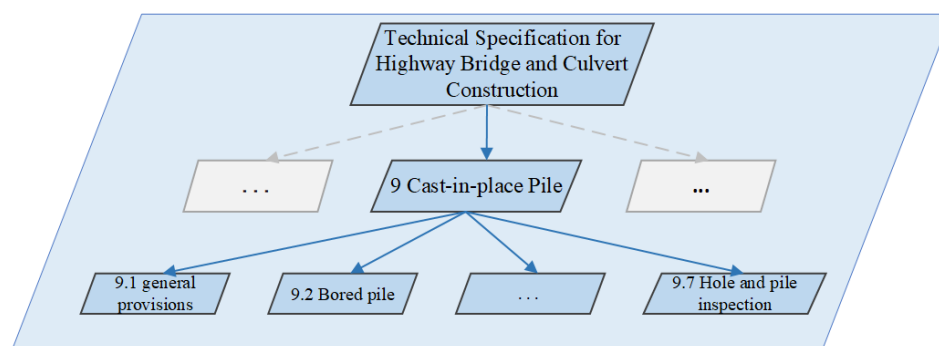 Technical Specification for
Highway Bridge and Culvert
Construction
. . .
9 Cast-in-place Pile
...
9.1 general
provisions
9.2 Bored pile
. . .
9.7 Hole and pile
inspection